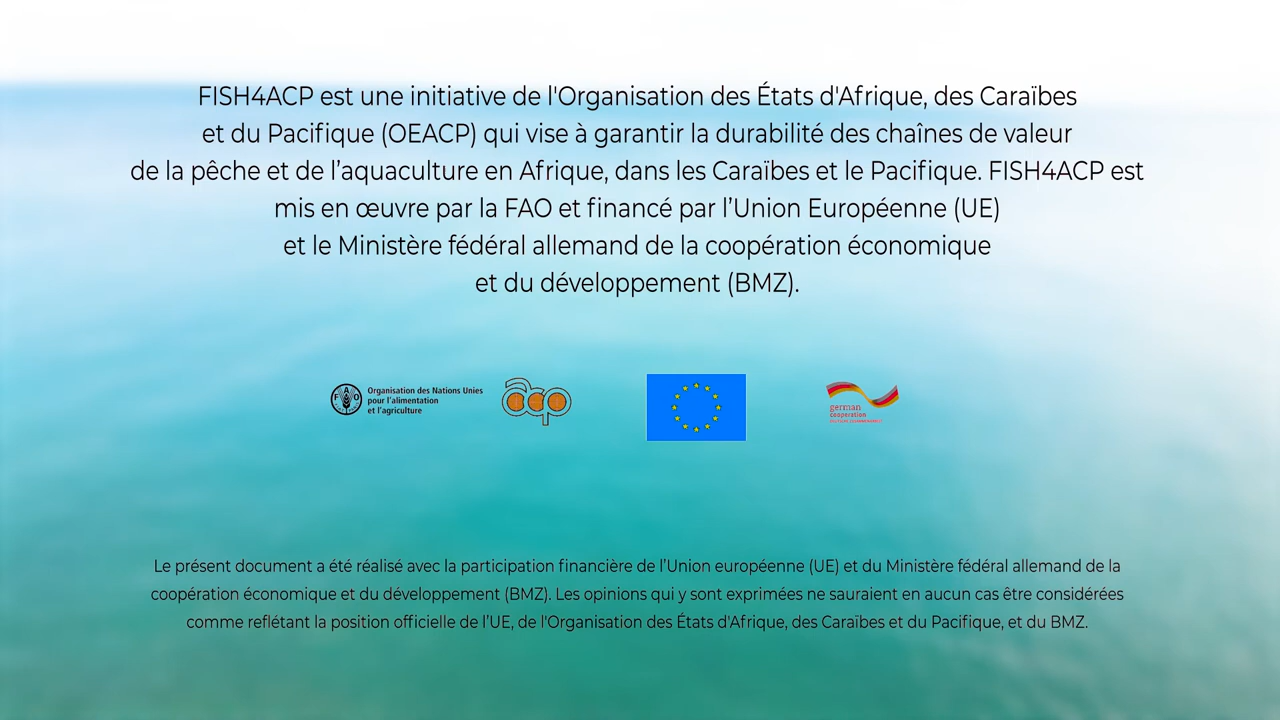 FISH4ACP est une initiative de l'Organisation des États d'Afrique, des Caraïbes
et du Pacifique (OEACP) qui vise à garantir la durabilité des chaînes de valeur
de la pêche et de l’aquaculture en Afrique, dans les Caraïbes et le Pacifique. FISH4ACP est
mis en œuvre par la FAO et financé par l’Union Européenne (UE)
et le Ministère fédéral allemand de la coopération économique
et du développement (BMZ).
FAO
Organisation des Nations Unies
pour l'alimentation
et l'agriculture
acp
german
cooperation
Le présent document a été réalisé avec la participation financière de l’Union européenne (UE) et du Ministère fédéral allemand de la
coopération économique et du développement (BMZ). Les opinions qui y sont exprimées ne sauraient en aucun cas être considérées
comme reflétant la position officielle de l’UE, de l'Organisation des États d'Afrique, des Caraïbes et du Pacifique, et du BMZ.